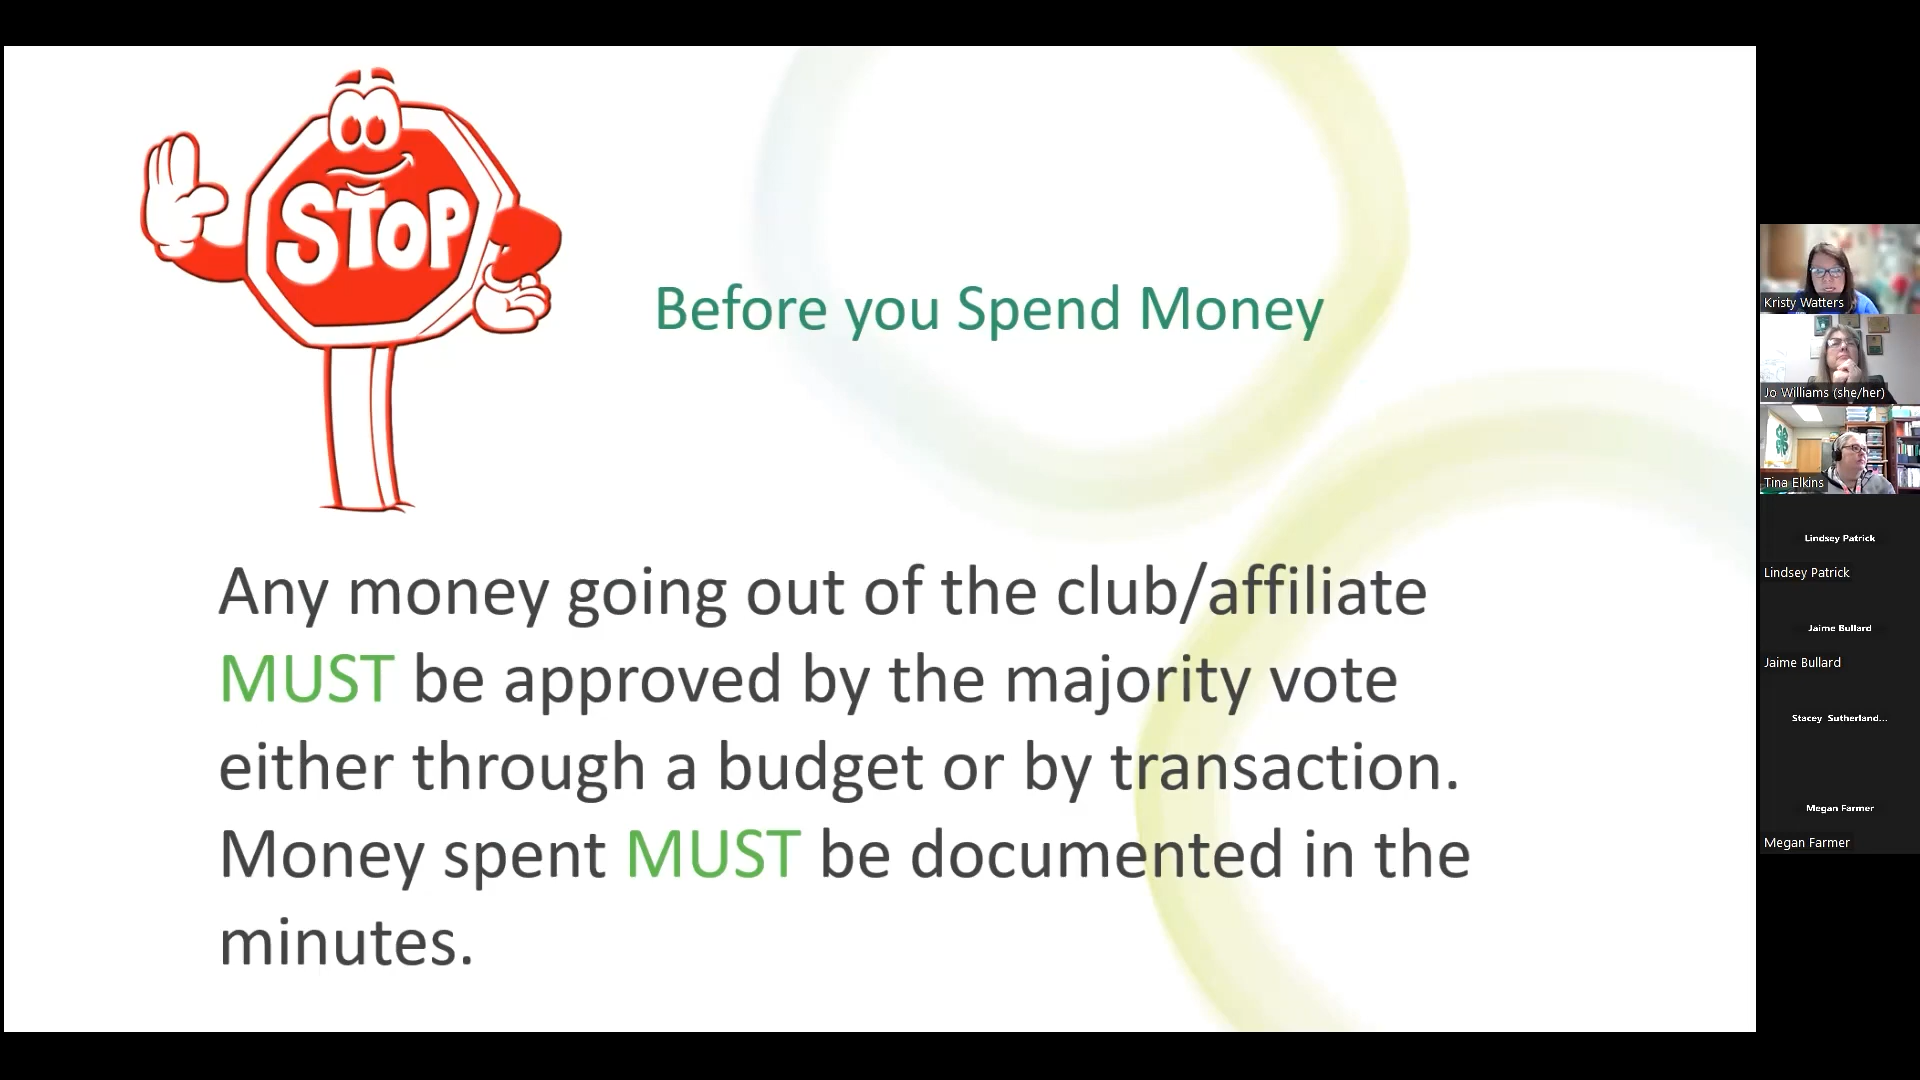 STOP
Before you Spend Money
Any money going out of the club/affiliate
MUST be approved by the majority vote
either through a budget or by transaction.
Money spent MUST be documented in the
minutes.
Kristy Watters
Jo Williams (she/her)
Tina Elkins
Lindsey Patrick
Lindsey Patrick
Jaime Bullard
Jaime Bullard
Stacey Sutherland...
Megan Farmer
Megan Farmer